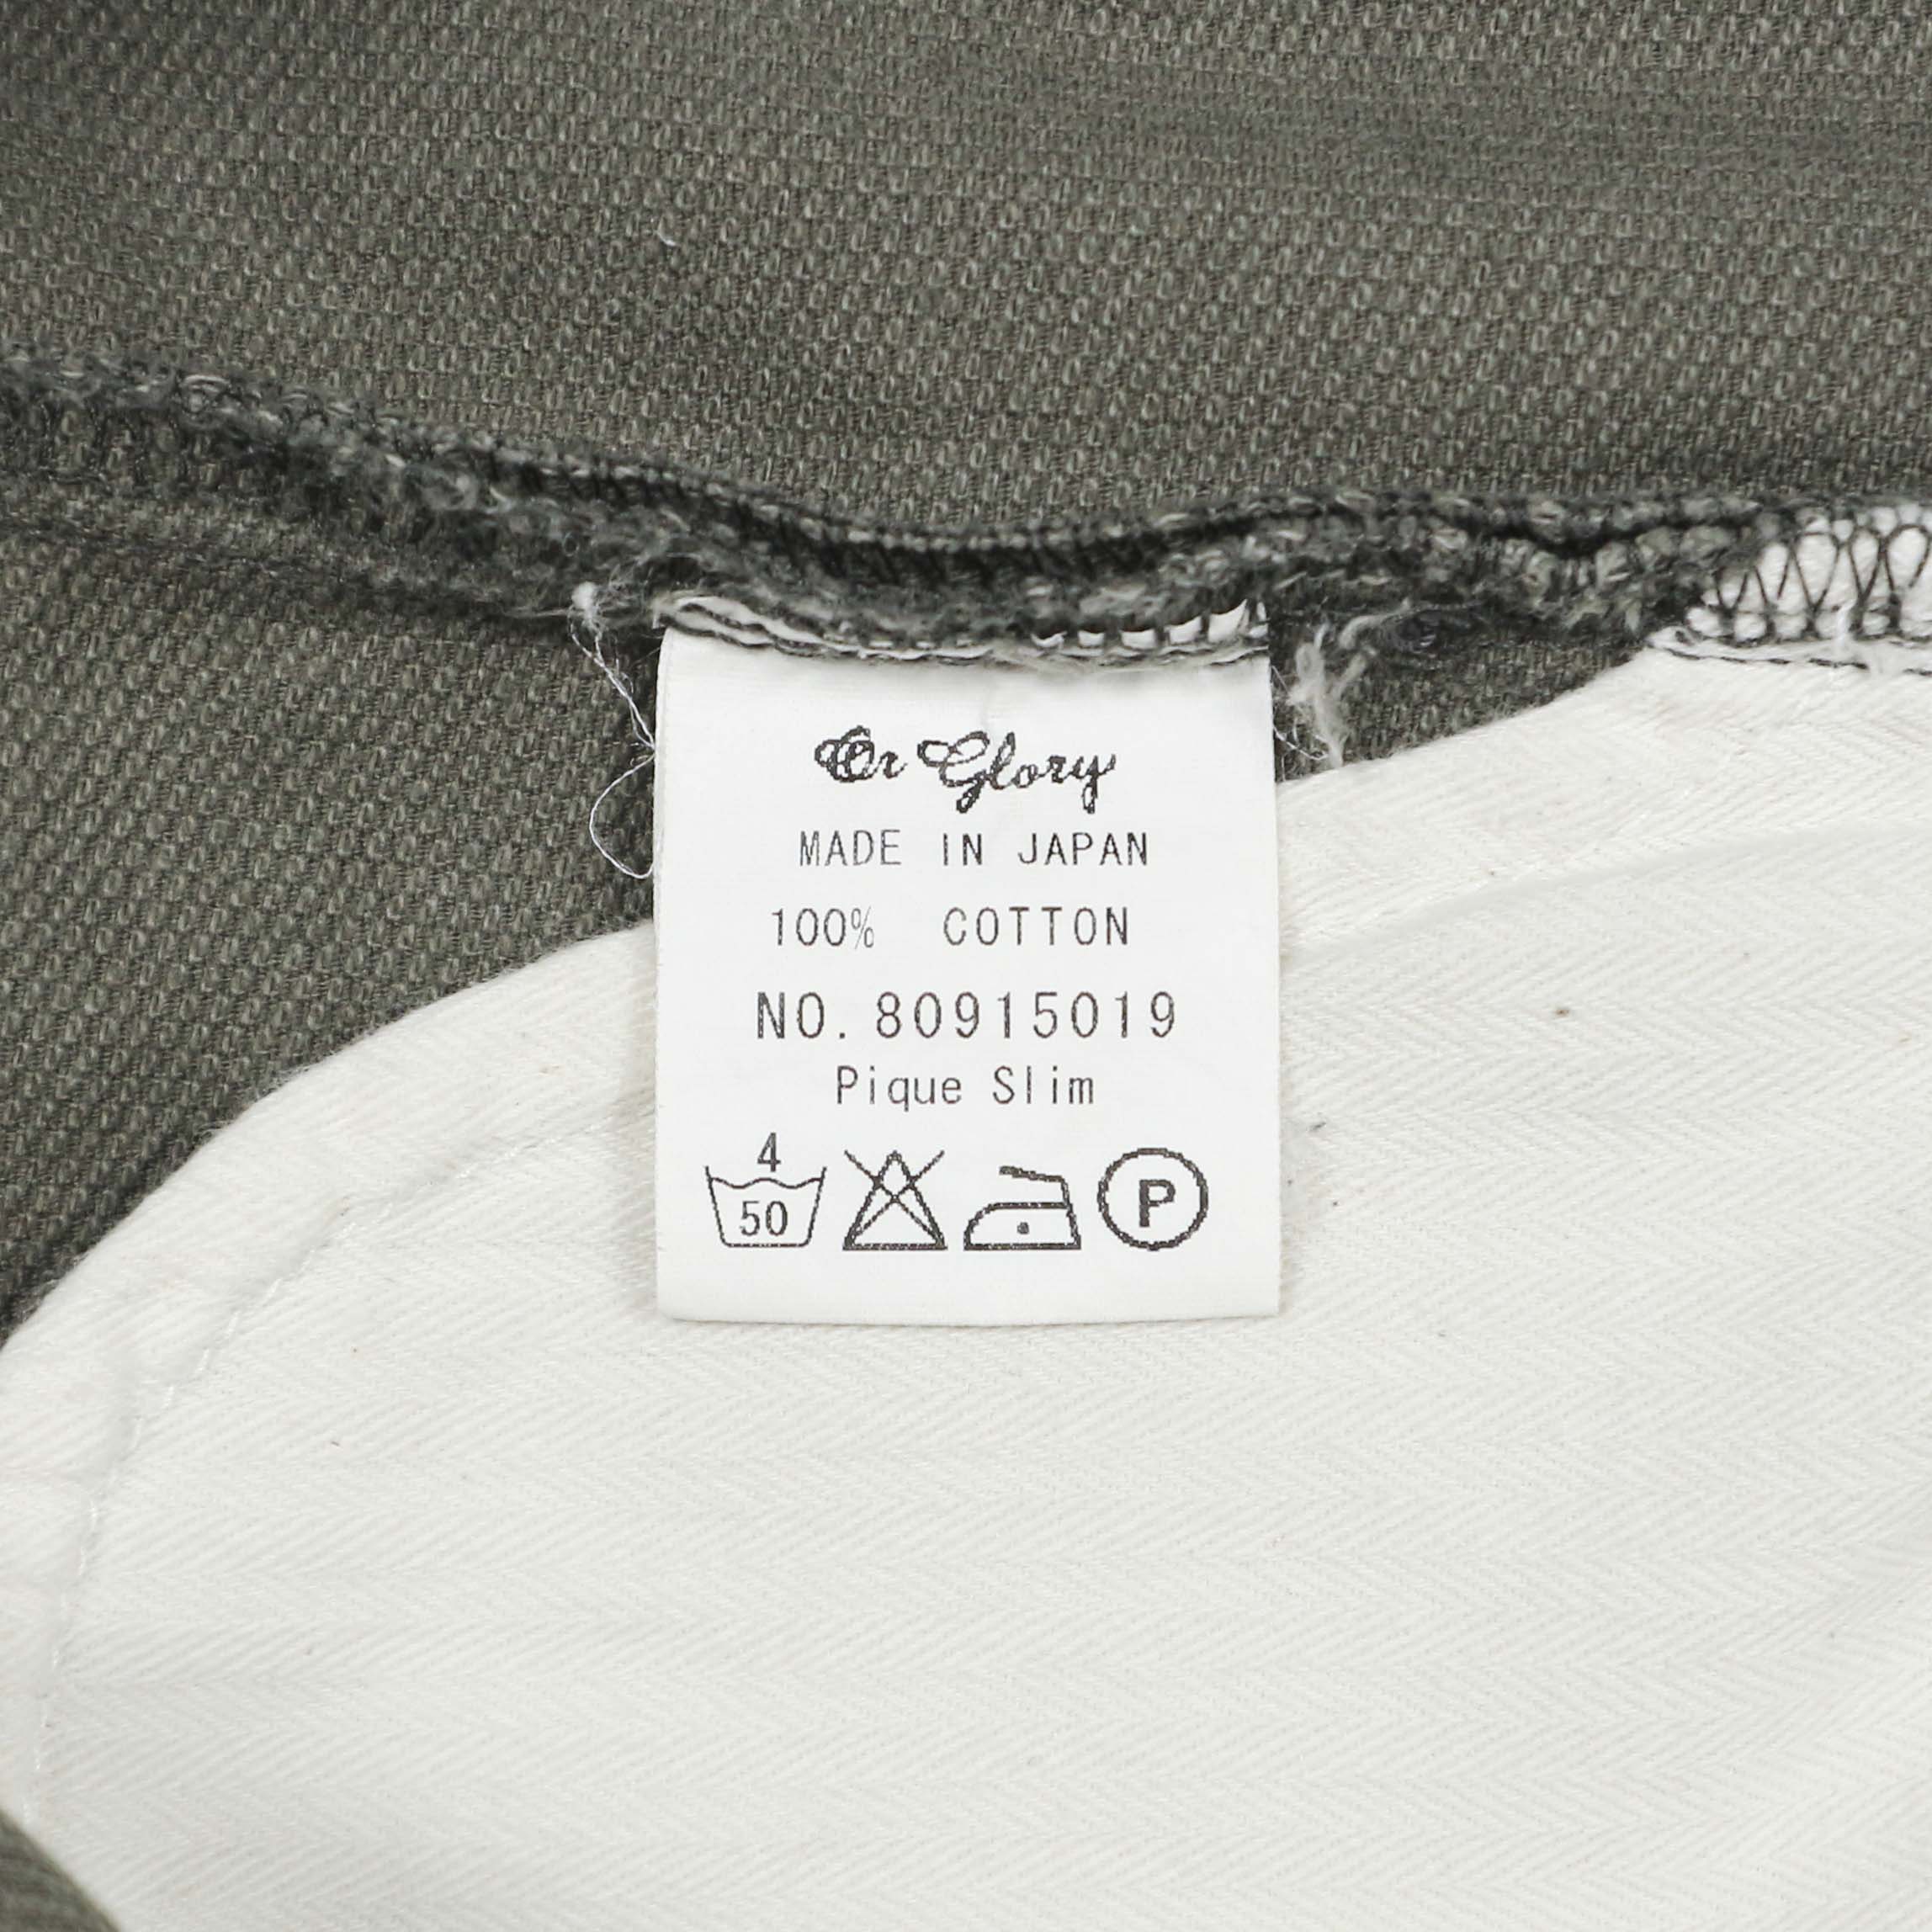 Or Glory
MADE IN JAPAN
100% COTTON
NO. 80915019
Pique Slim
4
50
P